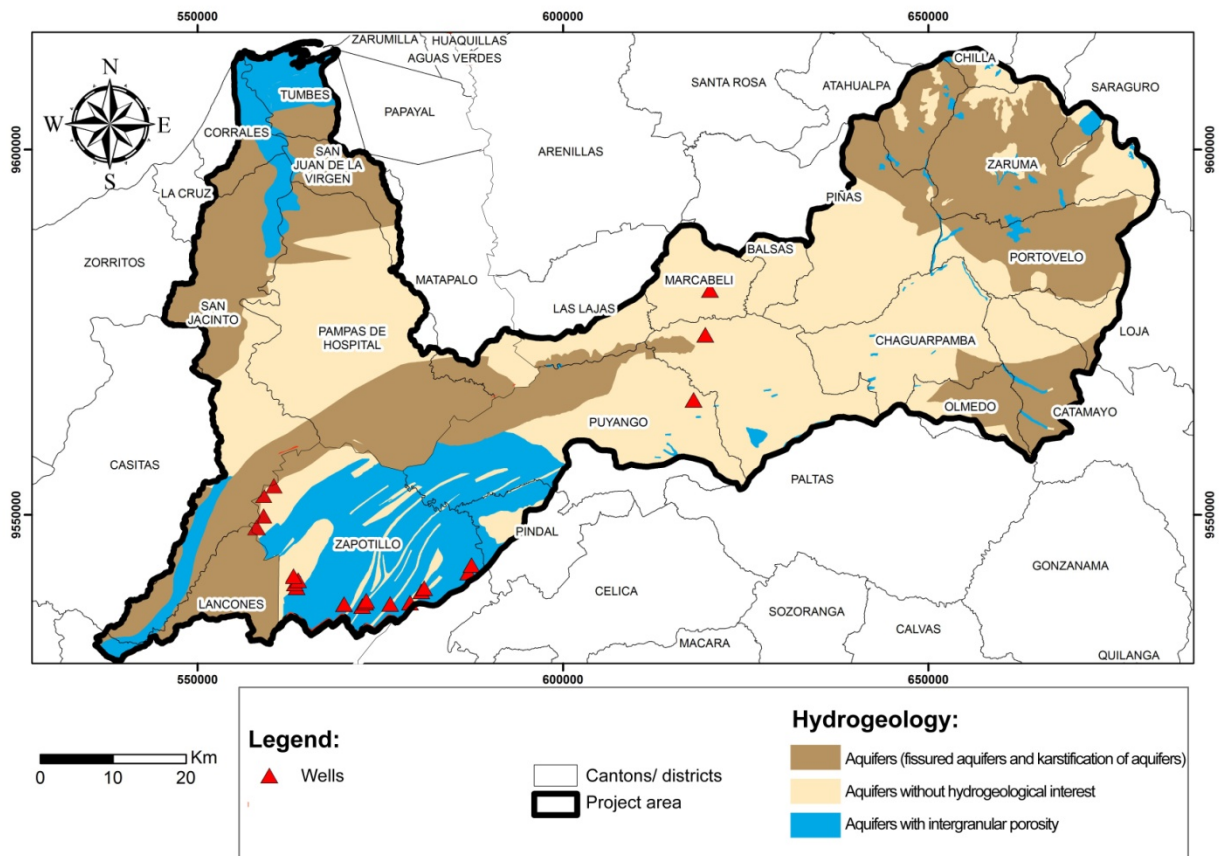 550000
600000
650000
ZARUMILLA
HUAQUILLAS
AGUAS VERDES
CHILLA
SANTA ROSA
ATAHUALPA
SARAGURO
N
W
E
S
TUMBES
PAPAYAL
9600000
CORRALES
ARENILLAS
9600000
SAN
JUAN DE LA
VIRGEN
ZARUMA
LA CRUZ
PIÑAS
ZORRITOS
BALSAS
PORTOVELO
MATAPALO
MARCABELI
SAN
JACINTO
LAS LAJAS
PAMPAS DE
HOSPITAL
CHAGUARPAMBA
LOJA
OLMEDO
CATAMAYO
PUYANGO
CASITAS
PALTAS
9550000
9550000
PINDAL
ZAPOTILLO
GONZANAMA
CELICA
LANCONES
SOZORANGA
CALVAS
MACARA
QUILANGA
550000
600000
650000
Km
0
10
20
Legend:
Wells
Cantons/ districts
Project area
Hydrogeology:
Aquifers (fissured aquifers and karstification of aquifers)
Aquifers without hydrogeological interest
Aquifers with intergranular porosity